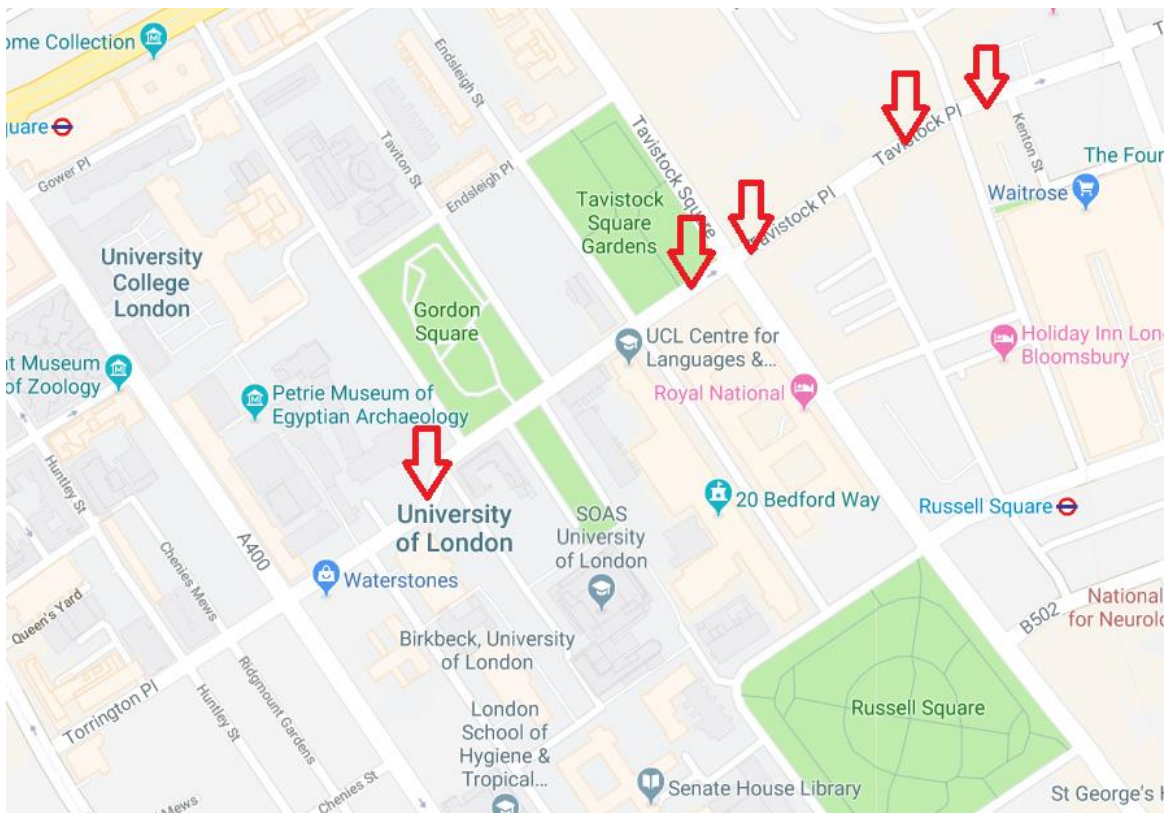 ome Collection
Endsleigh St
uare
Taviton St
Gower Pl
Endsleigh Pl
Tavistock Square
Tavistock Pl
Kenton St
The Four
Waitrose
Tavistock
Square
Gardens
Tavistock Pl
University
College
London
Gordon
Square
UCL Centre for
Languages &...
Holiday Inn Lon
Bloomsbury
nt Museum
of Zoology
Petrie Museum of
Egyptian Archaeology
Royal National
Huntley St
20 Bedford Way
Russell Square
University
of London
SOAS
University
of London
A400
Chenies Mews
Waterstones
Queen's Yard
National
for Neurolo
B502
Birkbeck, University
of London
Torrington Pl
Huntley St
Ridgmount Gardens
London
School of
Hygiene &
Tropical...
Russell Square
Chenies St
Senate House Library
St George's
Mews